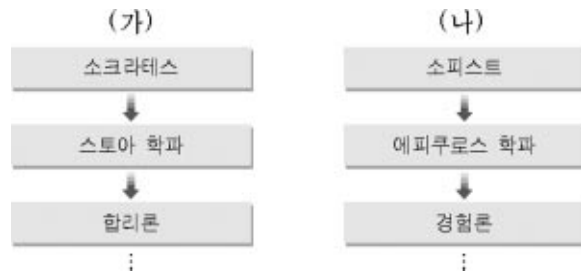 (가)
소크라테스
스토아 학파
합리론
(나)
소피스트
에피쿠로스 학파
경험론